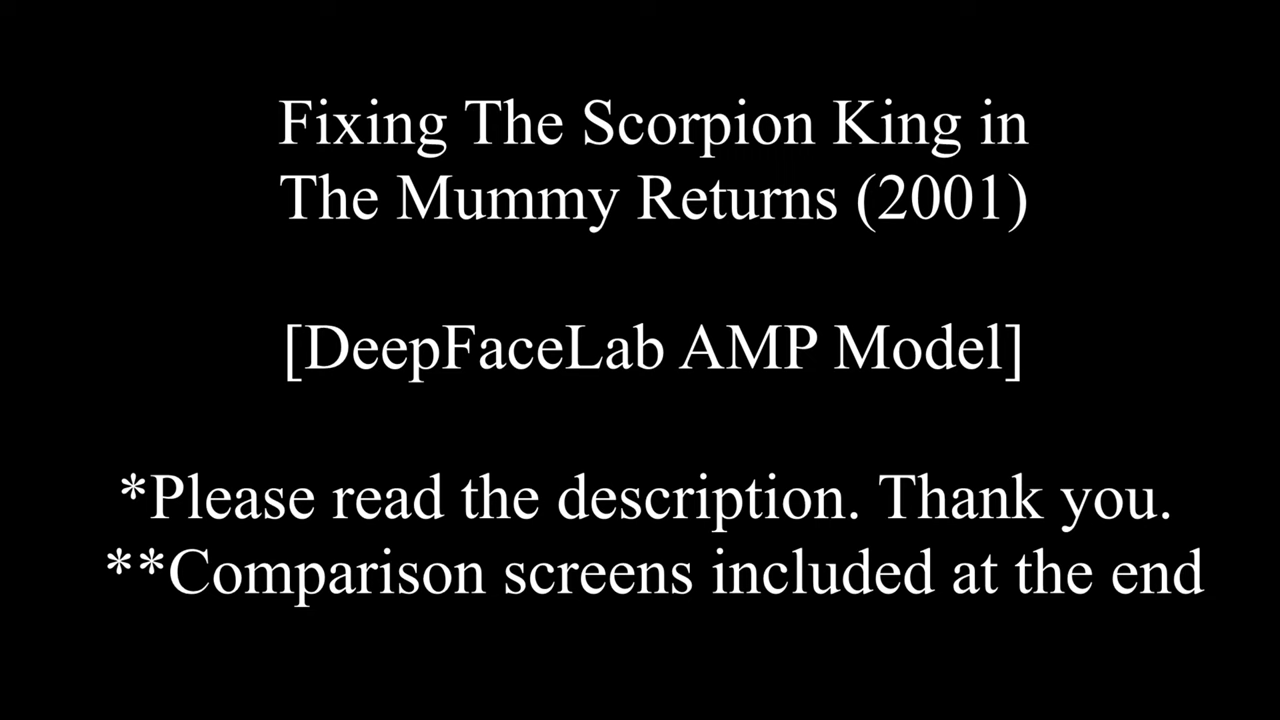 Fixing The Scorpion King in
The Mummy Returns (2001)
[DeepFaceLab AMP Model]
*Please read the description. Thank you.
**Comparison screens included at the end